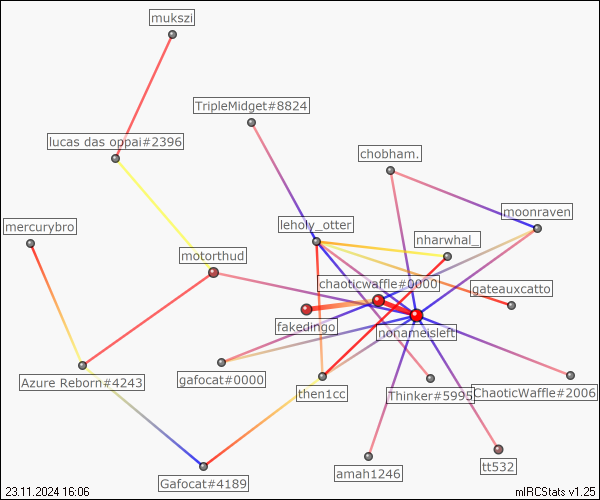 mukszi
TripleMidget#8824
lucas das oppai#2396
chobham.
moonraven
mercurybro
leholy_otter
nharwhal_
motorthud
chaoticwaffle#0000
gateauxcatto
fakedingo
nonameisleft
gafocat#0000
Azure Reborn#4243
then1cc
Thinker#5995
ChaoticWaffle#2006
tt532
amah1246
Gafocat#4189
23.11.2024 16:06
mIRCStats v1.25